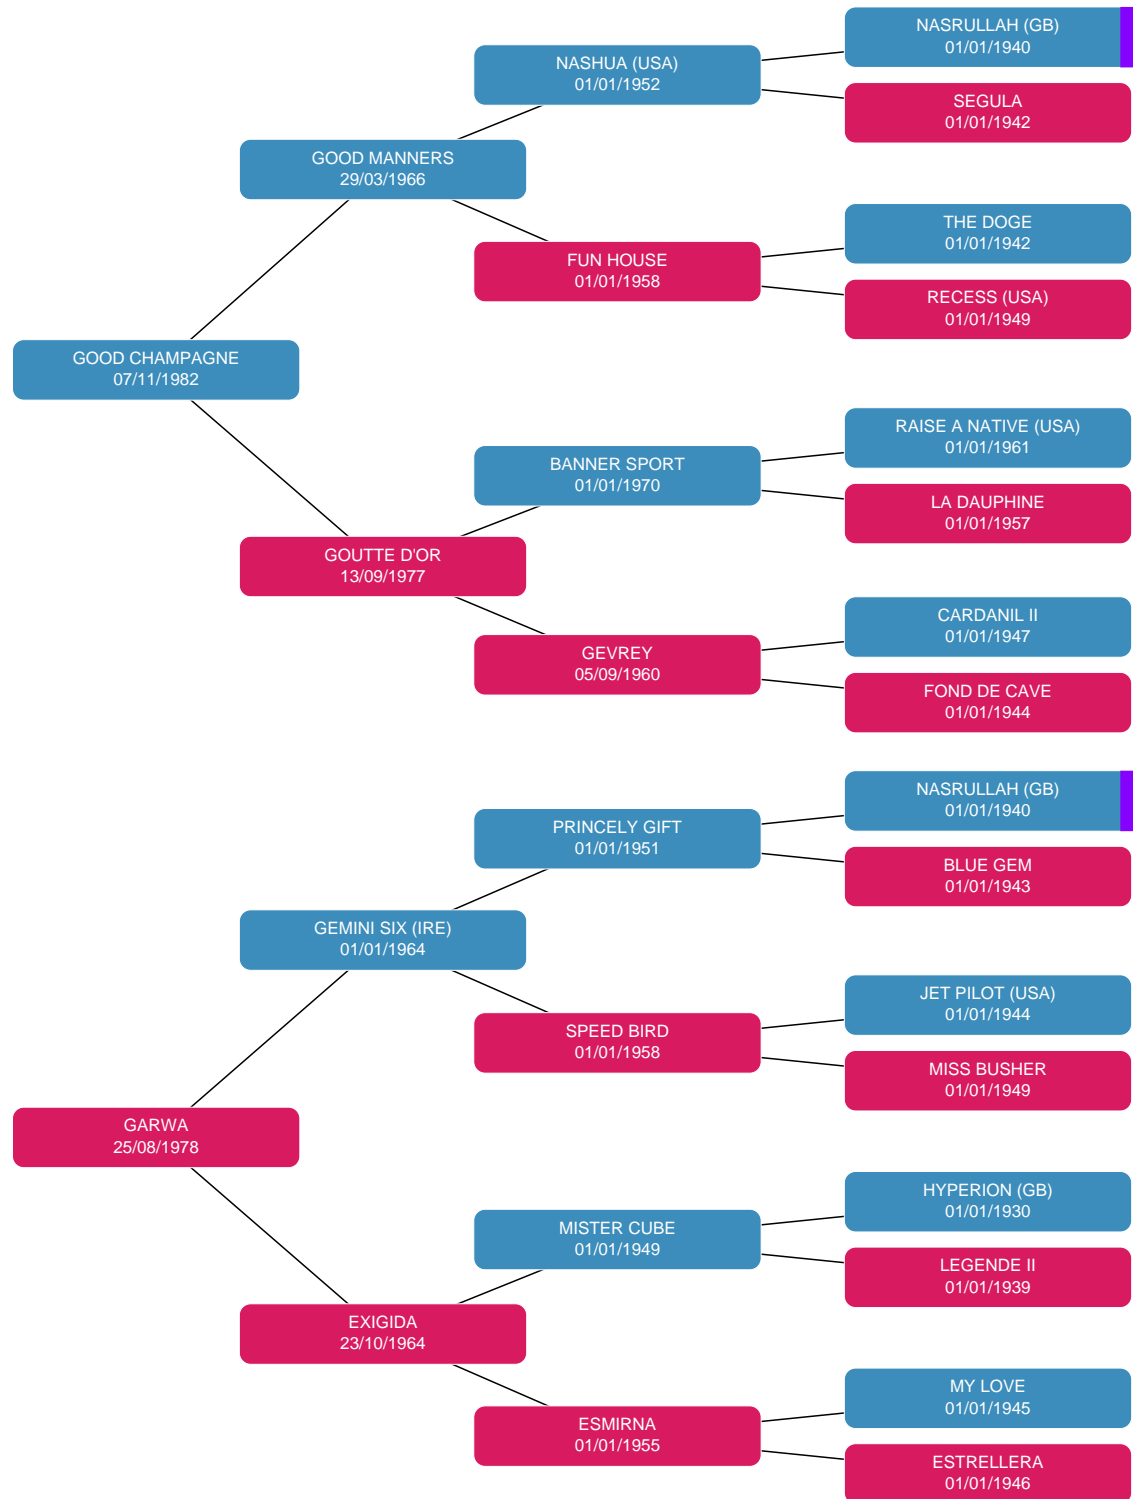 NASRULLAH (GB)
01/01/1940
NASHUA (USA)
01/01/1952
SEGULA
01/01/1942
GOOD MANNERS
29/03/1966
THE DOGE
01/01/1942
FUN HOUSE
01/01/1958
RECESS (USA)
01/01/1949
GOOD CHAMPAGNE
07/11/1982
RAISE A NATIVE (USA)
01/01/1961
BANNER SPORT
01/01/1970
LA DAUPHINE
01/01/1957
GOUTTE D'OR
13/09/1977
CARDANIL II
01/01/1947
GEVREY
05/09/1960
FOND DE CAVE
01/01/1944
NASRULLAH (GB)
01/01/1940
PRINCELY GIFT
01/01/1951
BLUE GEM
01/01/1943
GEMINI SIX (IRE)
01/01/1964
JET PILOT (USA)
01/01/1944
SPEED BIRD
01/01/1958
MISS BUSHER
01/01/1949
GARWA
25/08/1978
HYPERION (GB)
01/01/1930
MISTER CUBE
01/01/1949
LEGENDE II
01/01/1939
EXIGIDA
23/10/1964
MY LOVE
01/01/1945
ESMIRNA
01/01/1955
ESTRELLERA
01/01/1946